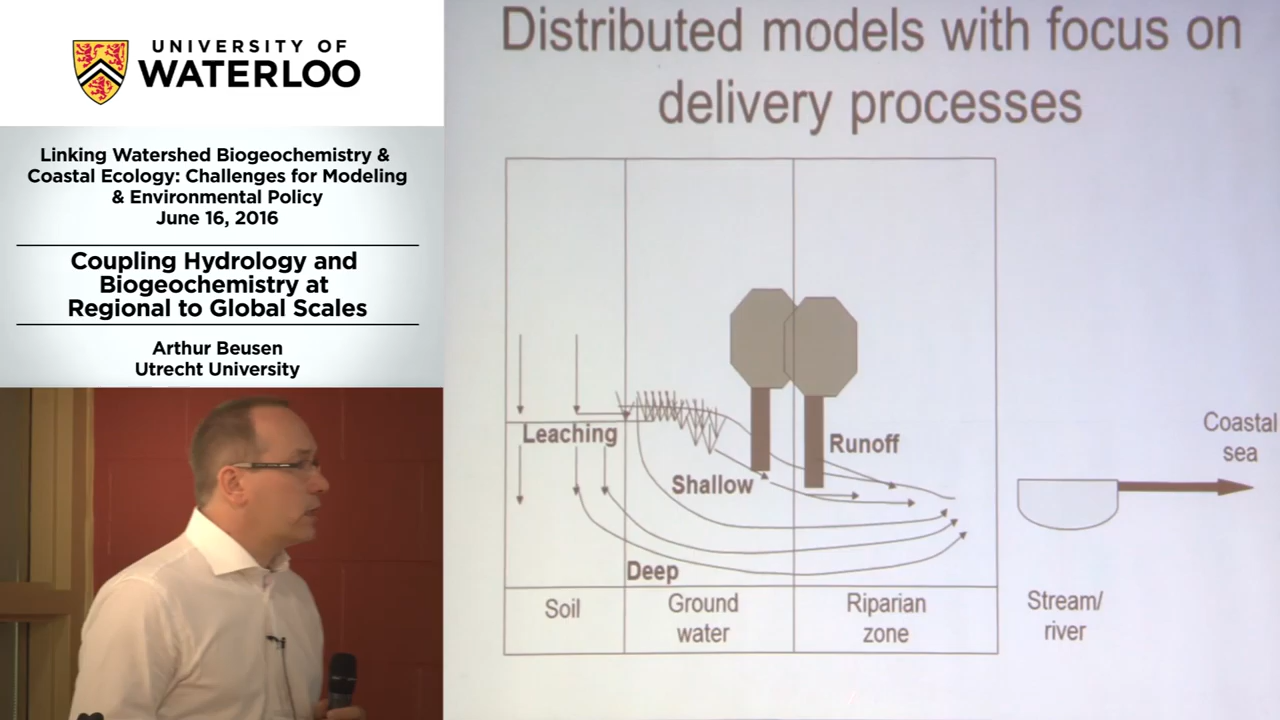 UNIVERSITY OF
WATERLOO
Linking Watershed Biogeochemistry &
Coastal Ecology: Challenges for Modeling
& Environmental Policy
June 16, 2016
Coupling Hydrology and
Biogeochemistry at
Regional to Global Scales
Arthur Beusen
Utrecht University
Distributed models with focus on
delivery processes
Leaching
Runoff
Shallow
Deep
Soil
Ground
water
Riparian
zone
Stream/
river
Coastal
sea